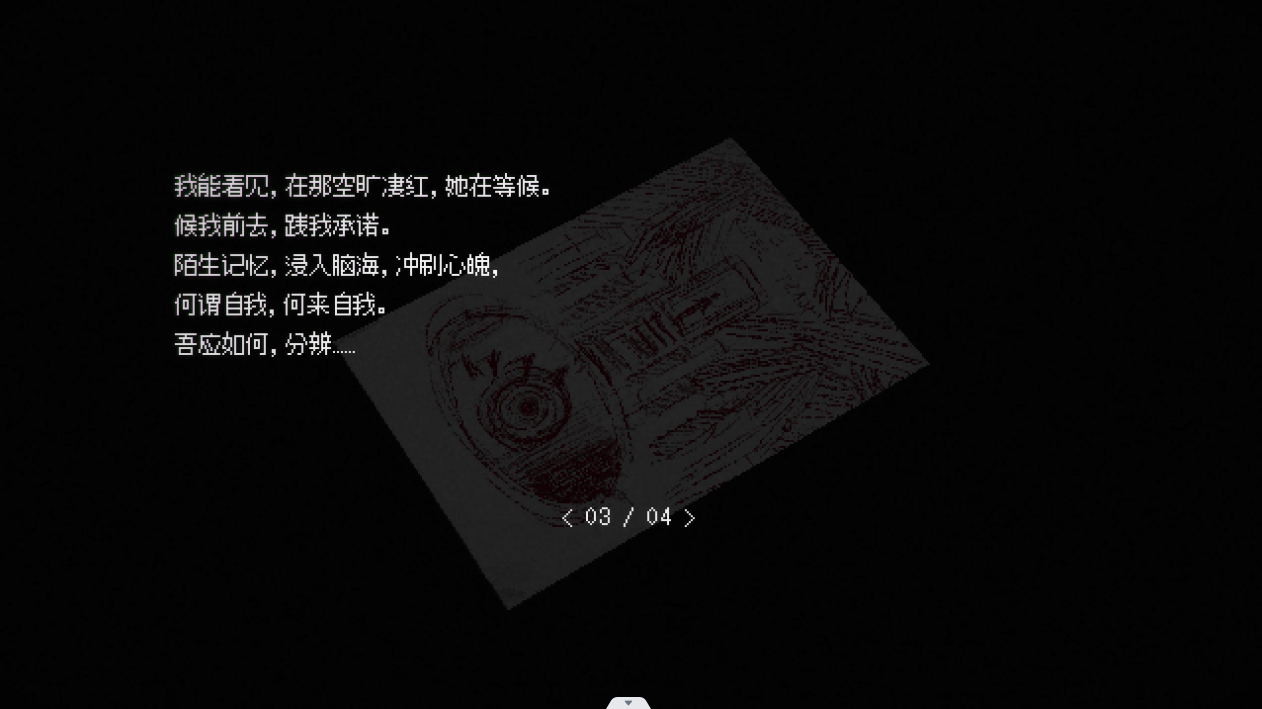 我能看见，在那空旷凄红，她在等候。
候我前去，践我承诺。
陌生记忆，浸入脑海，冲刷心魄，
何谓自我，何来自我。
吾应如何，分辨……
< 03 / 04 >